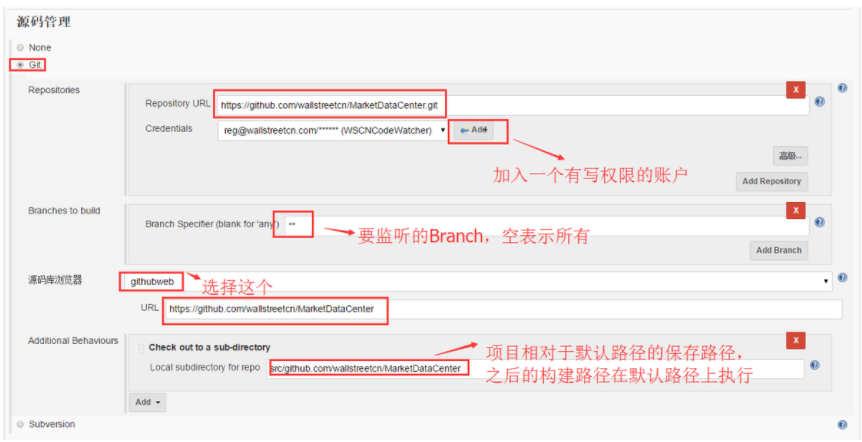 源码管理
None
Git
Repositories
X
Repository URL https://github.com/wallstreetcn/MarketDataCenter.git
Credentials reg@wallstreetcn.com/****** (WSCNCodeWatcher) Add
加入一个有写权限的账户
高级...
Add Repository
Branches to build
X
Branch Specifier (blank for 'any') **
要监听的Branch，空表示所有
Add Branch
源码库浏览器 githubweb
选择这个
URL https://github.com/wallstreetcn/MarketDataCenter
Additional Behaviours
X
Check out to a sub-directory
Local subdirectory for repo src/github.com/wallstreetcn/MarketDataCenter
项目相对于默认路径的保存路径，
之后的构建路径在默认路径上执行
Add
Subversion